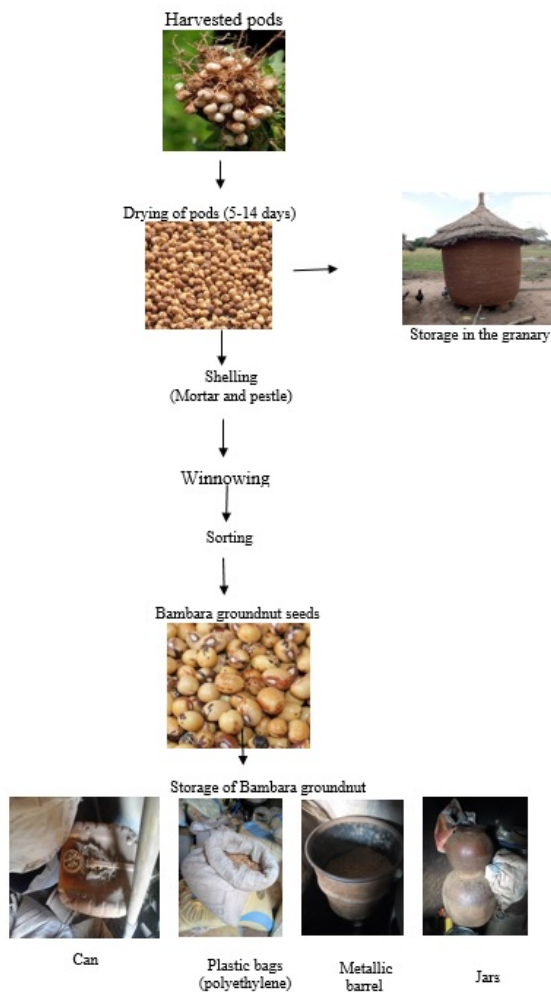 Harvested pods
Drying of pods (5-14 days)
Storage in the granary
Shelling
(Mortar and pestle)
Winnowing
Sorting
Bambara groundnut seeds
Storage of Bambara groundnut
Can
Plastic bags
(polyethylene)
Metallic
barrel
Jars